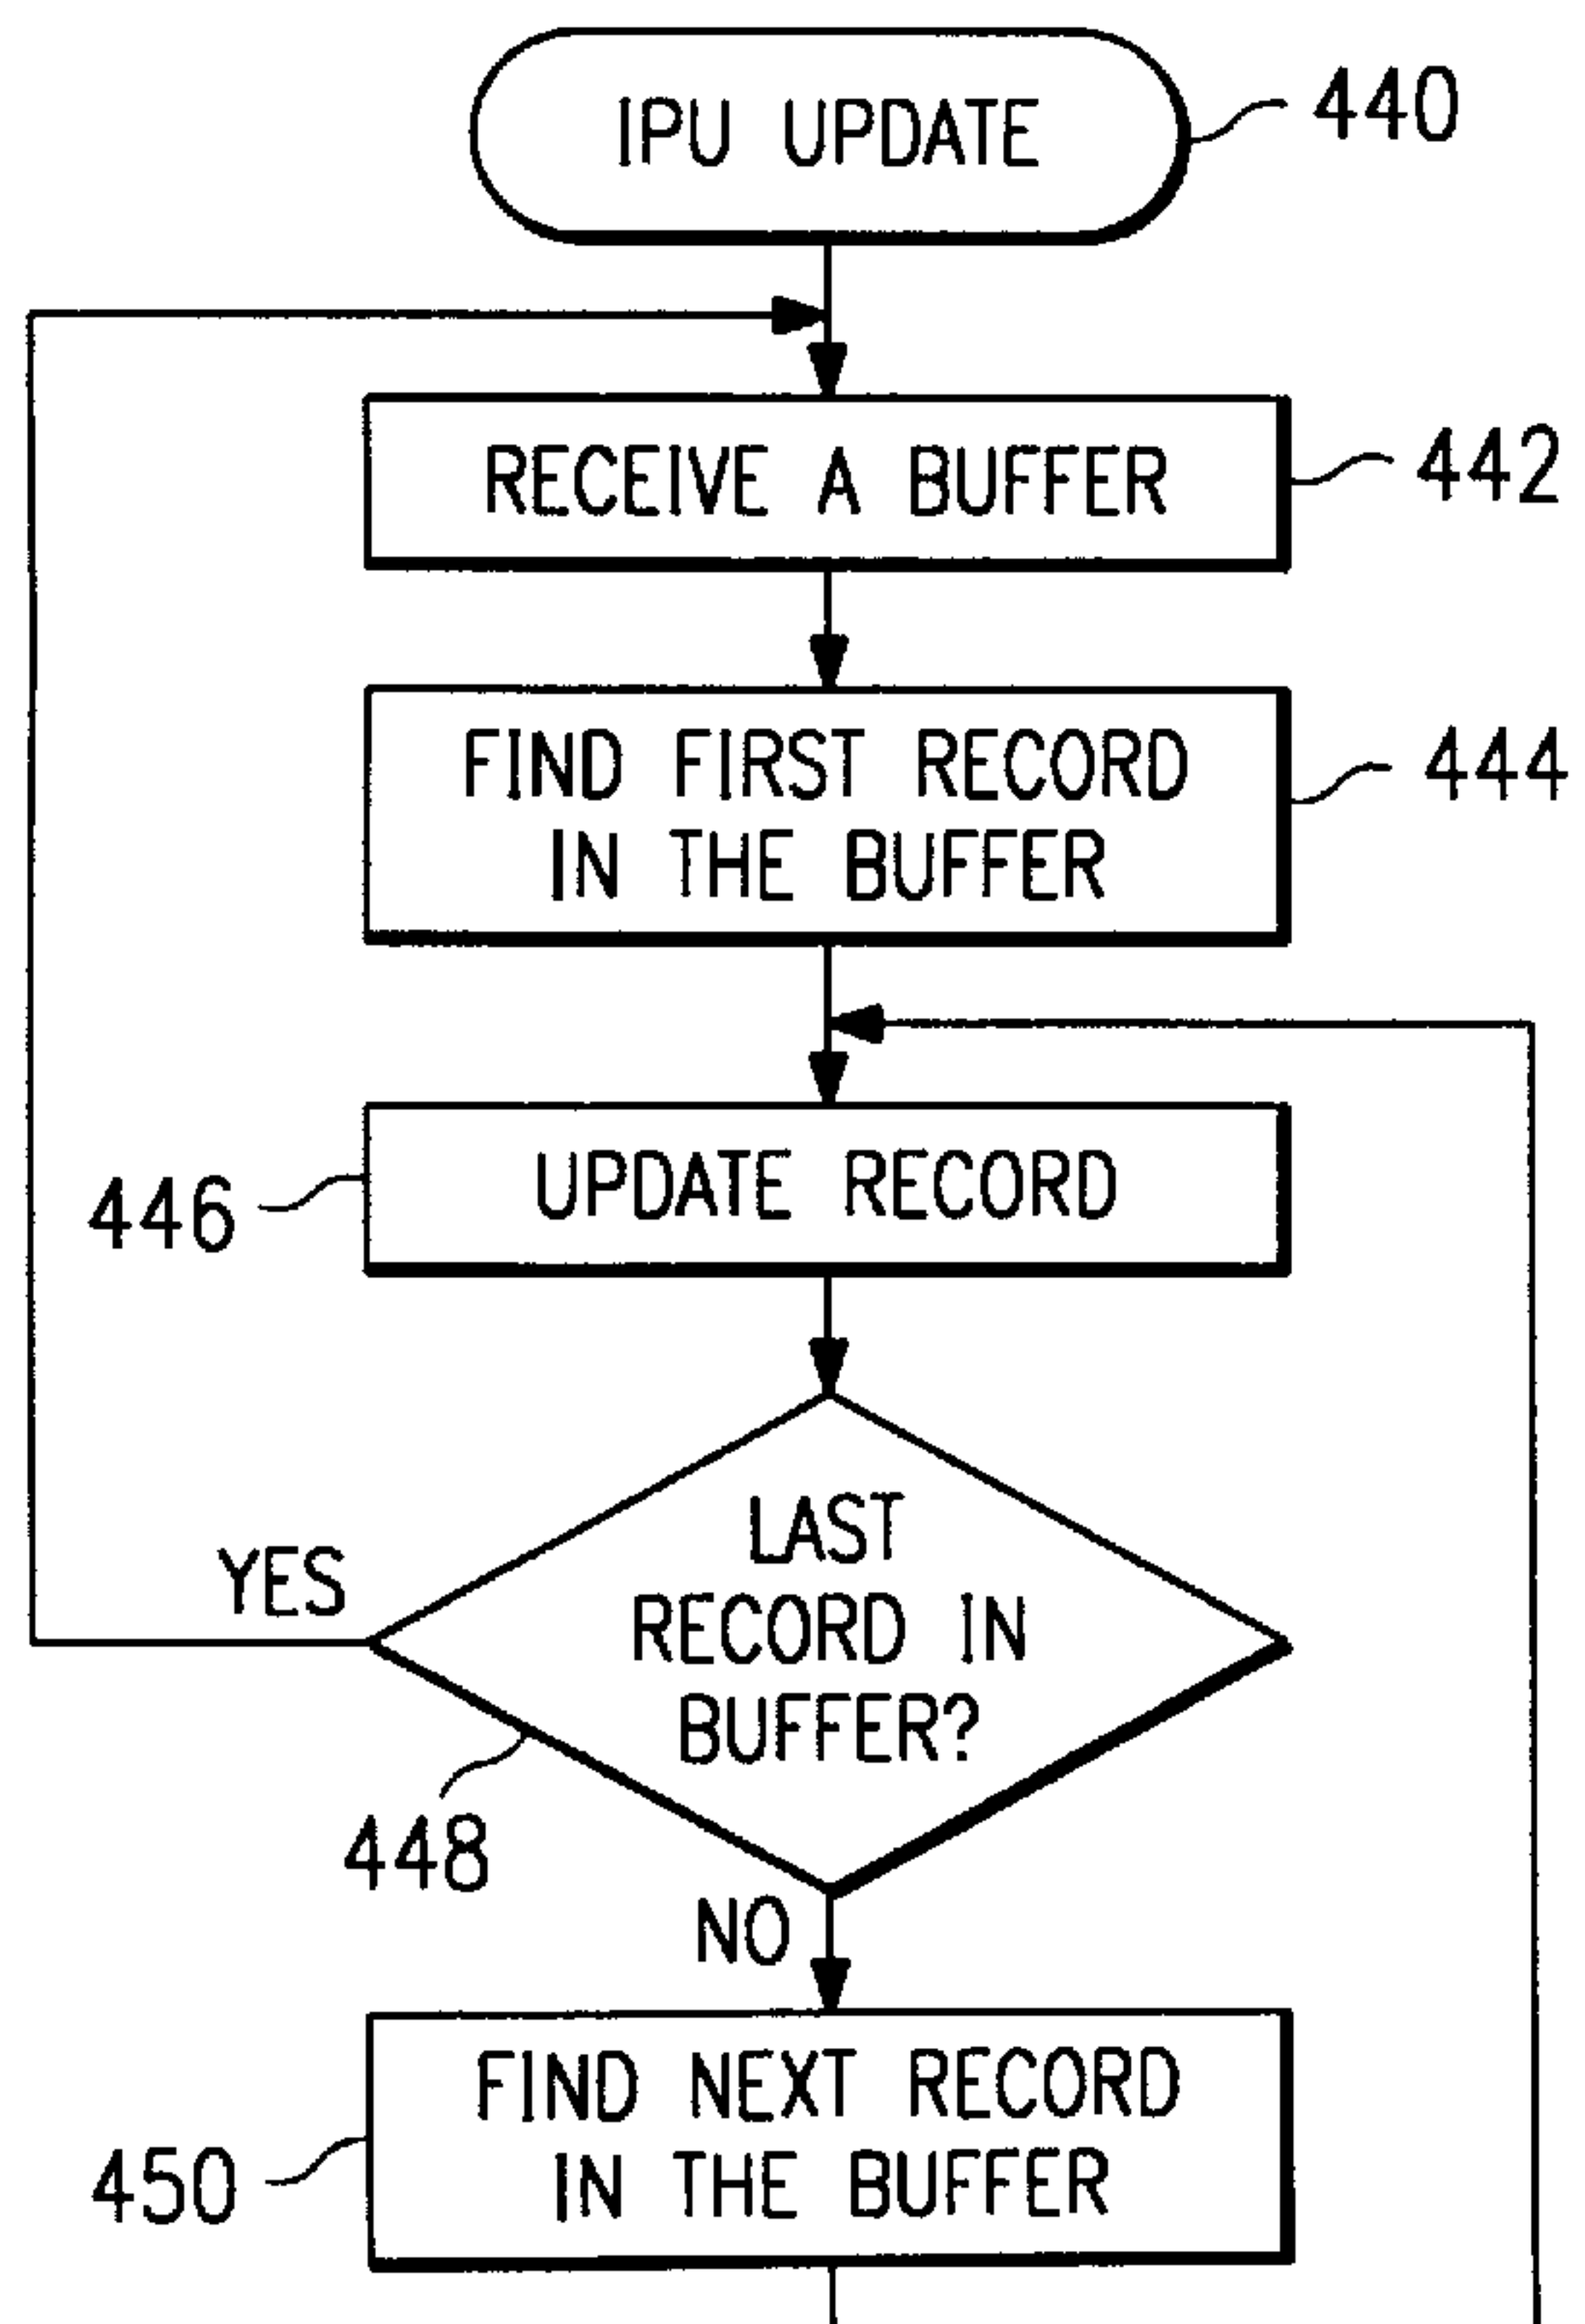 IPU UPDATE
440
RECEIVE A BUFFER
442
FIND FIRST RECORD
IN THE BUFFER
444
UPDATE RECORD
446
LAST
RECORD IN
BUFFER?
YES
448
NO
FIND NEXT RECORD
IN THE BUFFER
450